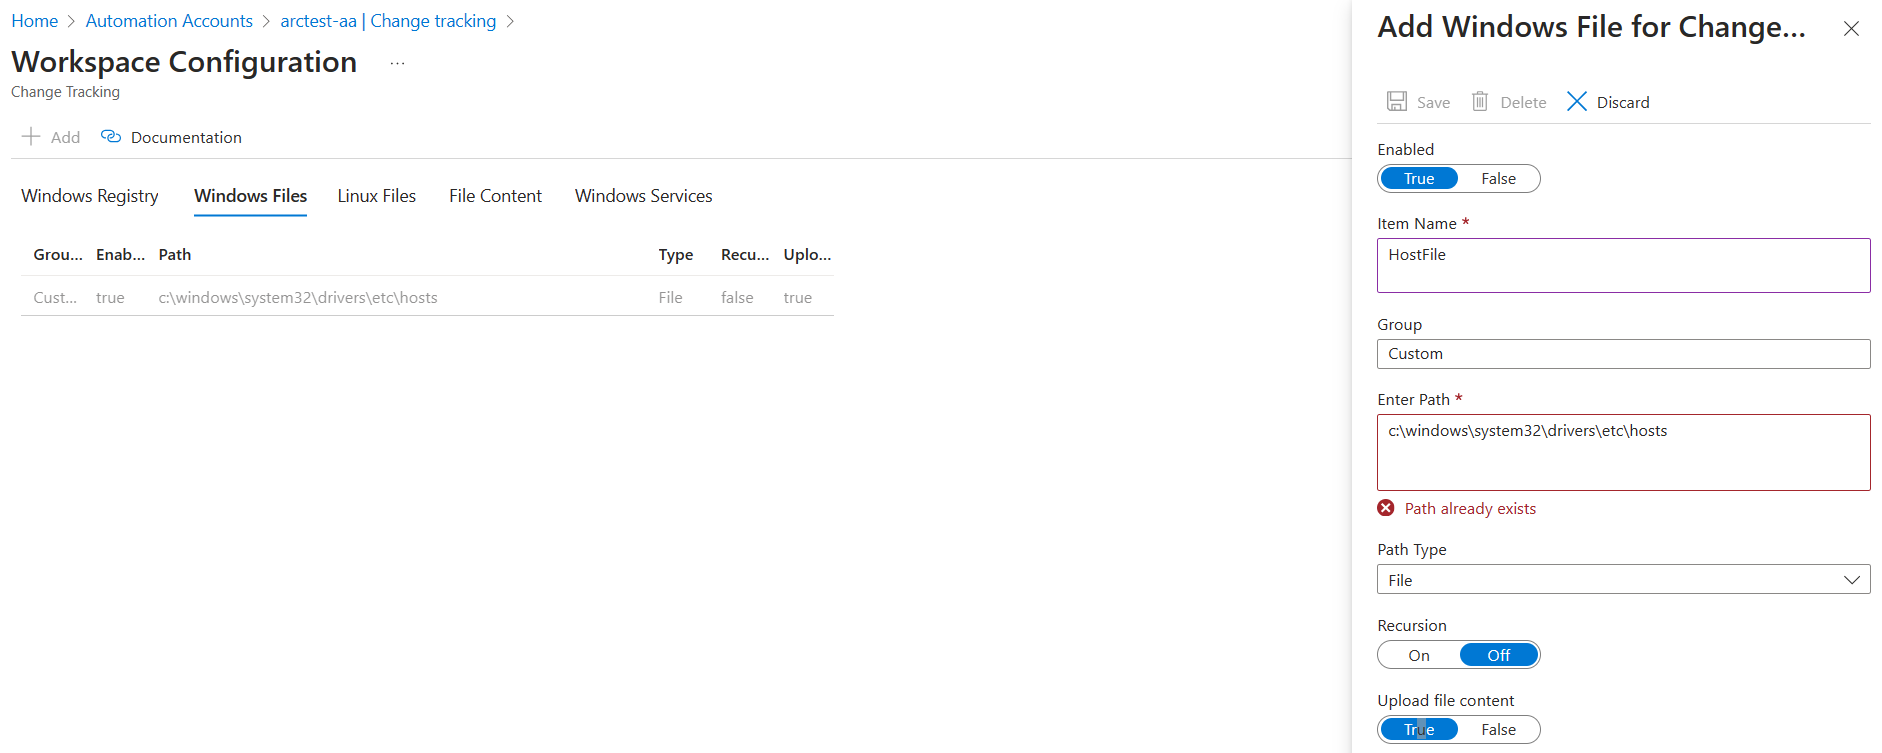 Home > Automation Accounts > arctest-aa | Change tracking >
Workspace Configuration ...
Change Tracking
Add Documentation
Windows Registry Windows Files Linux Files File Content Windows Services
Grou... Enab... Path Type Recu... Uplo...
Cust... true c:\windows\system32\drivers\etc\hosts File false true
Add Windows File for Change...
Save Delete Discard
Enabled
True False
Item Name *
HostFile
Group
Custom
Enter Path *
c:\windows\system32\drivers\etc\hosts
Path already exists
Path Type
File
Recursion
On Off
Upload file content
True False